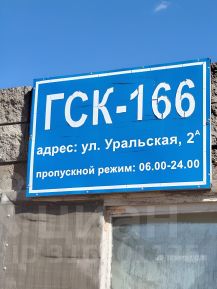 ГСК-166
адрес: ул. Уральская, 2А
пропускной режим: 06.00-24.00